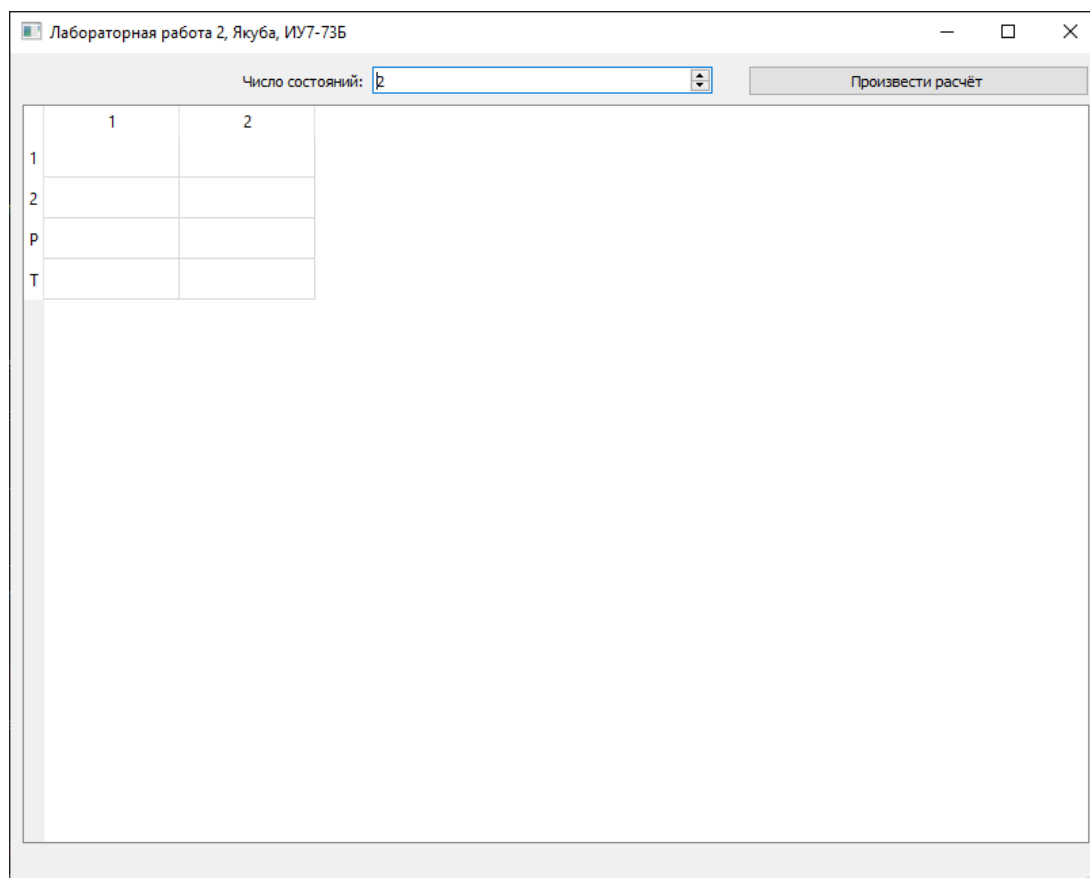 Лабораторная работа 2, Якуба, ИУ7-73Б
Число состояний: 2 Произвести расчёт
1 2
1
2
P
T